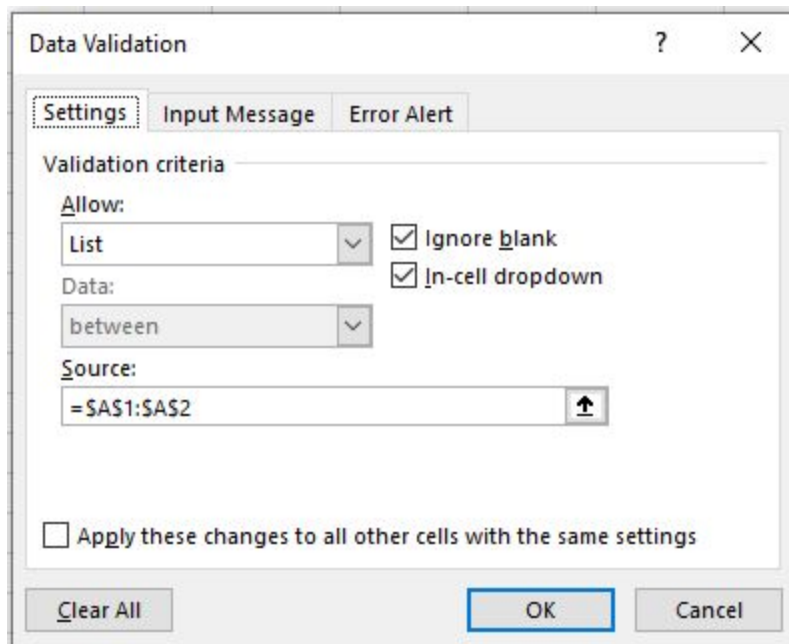 Data Validation ? ×
Settings Input Message Error Alert
Validation criteria
Allow:
List
Ignore blank
In-cell dropdown
Data:
between
Source:
=$A$1:$A$2
Apply these changes to all other cells with the same settings
Clear All OK Cancel